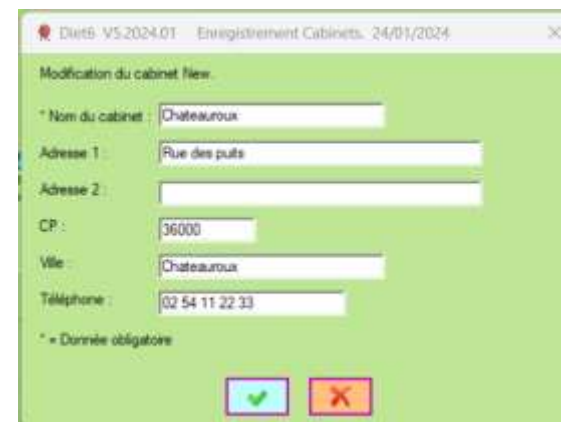 Diet6 V5.2024.01 Enregistrement Cabinets. 24/01/2024
Modification du cabinet New.
* Nom du cabinet : Chateauroux
Adresse 1 : Rue des puits
Adresse 2 :
CP : 36000
Ville : Chateauroux
Téléphone : 02 54 11 22 33
* = Donnée obligatoire